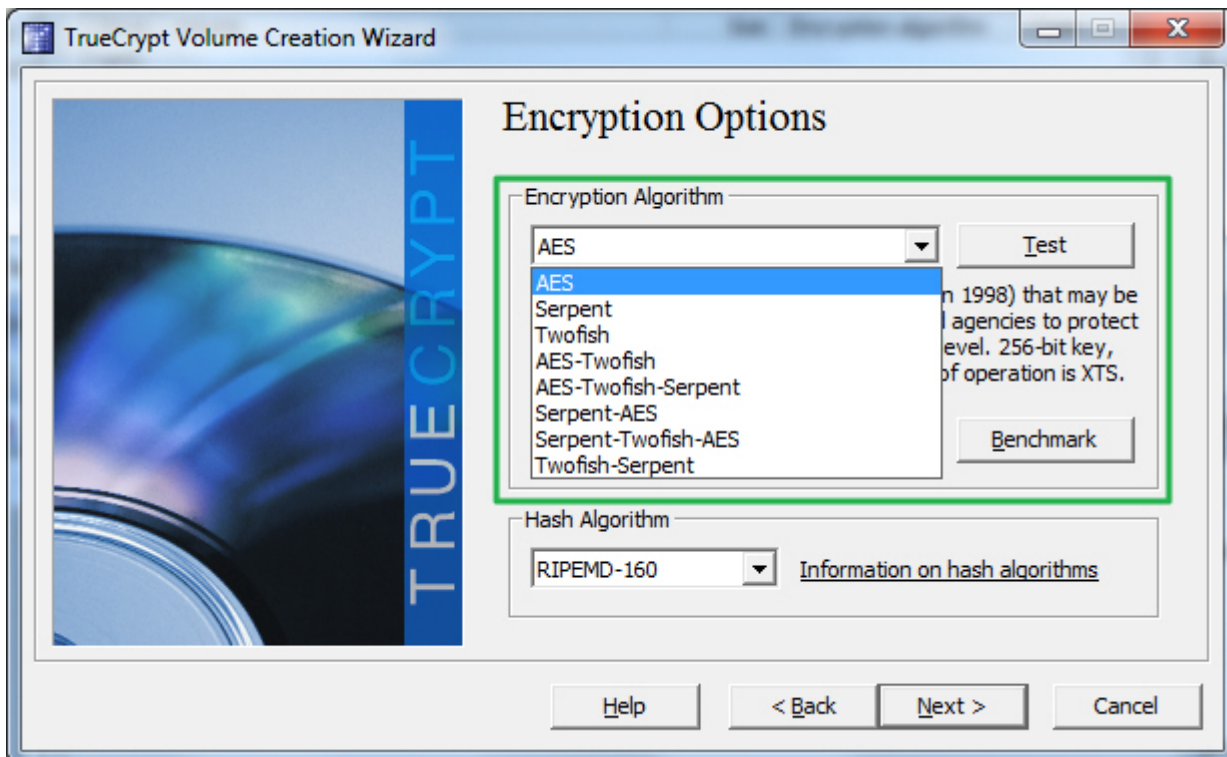 TrueCrypt Volume Creation Wizard
TRUECRYPT
Encryption Options
Encryption Algorithm
AES
Test
AES
Serpent
Twofish
AES-Twofish
AES-Twofish-Serpent
Serpent-AES
Serpent-Twofish-AES
Twofish-Serpent
n 1998) that may be
agencies to protect
evel. 256-bit key,
of operation is XTS.
Benchmark
Hash Algorithm
RIPEMD-160
Information on hash algorithms
Help
< Back
Next >
Cancel